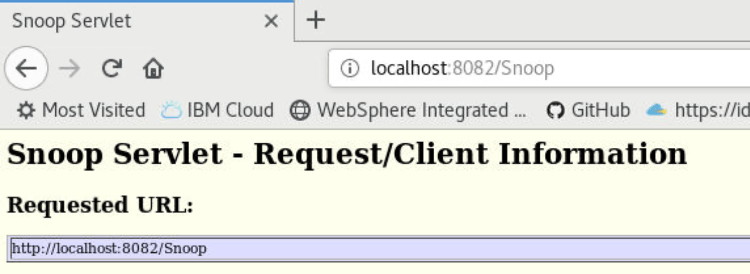 Snoop Servlet
localhost:8082/Snoop
Most Visited IBM Cloud WebSphere Integrated ... GitHub https://id
Snoop Servlet - Request/Client Information
Requested URL:
http://localhost:8082/Snoop